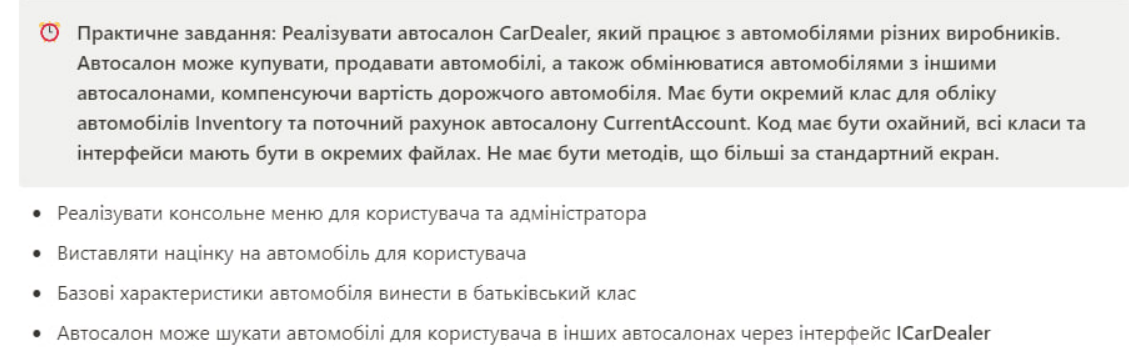 Практичне завдання: Реалізувати автосалон CarDealer, який працює з автомобілями різних виробників.
Автосалон може купувати, продавати автомобілі, а також обмінюватися автомобілями з іншими
автосалонами, компенсуючи вартість дорожчого автомобіля. Має бути окремий клас для обліку
автомобілів Inventory та поточний рахунок автосалону CurrentAccount. Код має бути охайний, всі класи та
інтерфейси мають бути в окремих файлах. Не має бути методів, що більші за стандартний екран.
• Реалізувати консольне меню для користувача та адміністратора
• Виставляти націнку на автомобіль для користувача
• Базові характеристики автомобіля винести в батьківський клас
• Автосалон може шукати автомобілі для користувача в інших автосалонах через інтерфейс ICarDealer